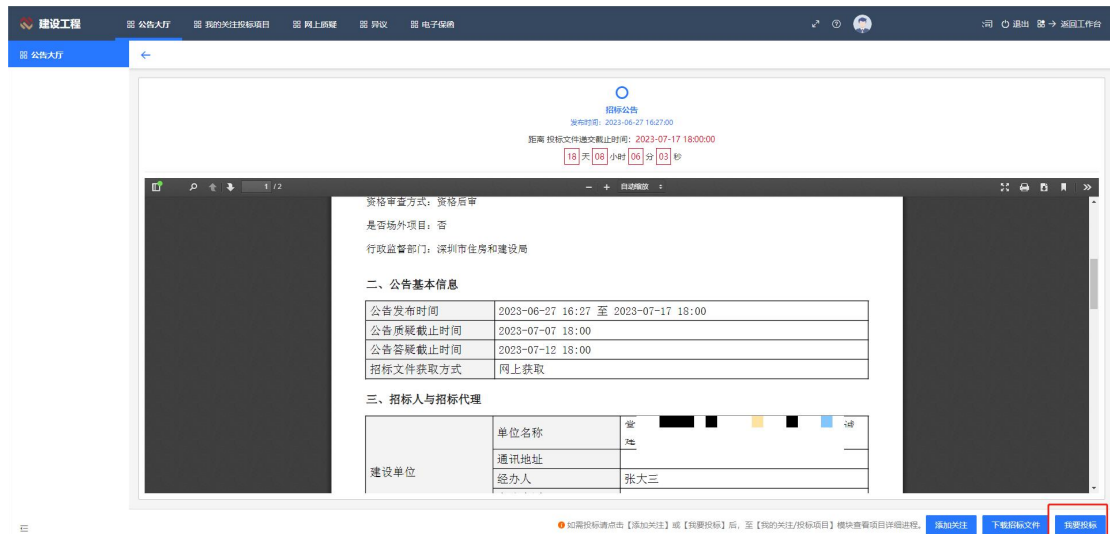 建设工程 公告大厅 我的关注投标项目 网上质疑 异议 电子保函 司 退出 返回工作台
公告大厅
招标公告
发布时间：2023-06-27 16:27:00
距离 投标文件递交截止时间：2023-07-17 18:00:00
18 天 08 小时 06 分 03 秒
1 / 2 自动缩放
资格审查方式：资格后审
是否场外项目：否
行政监督部门：深圳市住房和建设局
二、公告基本信息
公告发布时间 2023-06-27 16:27 至 2023-07-17 18:00
公告质疑截止时间 2023-07-07 18:00
公告答疑截止时间 2023-07-12 18:00
招标文件获取方式 网上获取
三、招标人与招标代理
单位名称
通讯地址
建设单位
经办人 张大三
如需投标请点击【添加关注】或【我要投标】后，至【我的关注/投标项目】模块查看项目详细进程。 添加关注 下载招标文件 我要投标